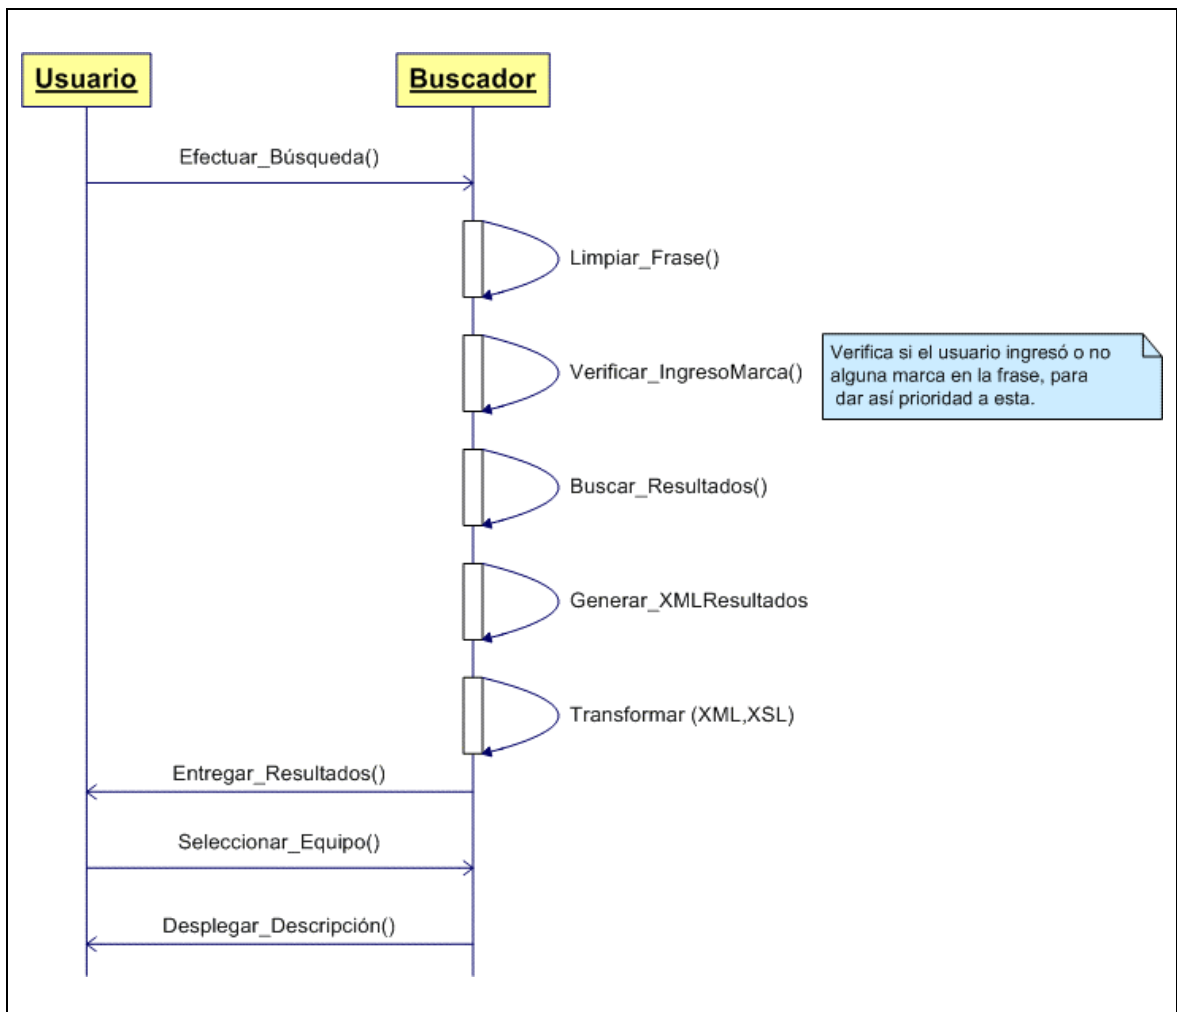 Usuario
Buscador
Efectuar_Búsqueda()
Limpiar_Frase()
Verificar_IngresoMarca()
Verifica si el usuario ingresó o no
alguna marca en la frase, para
dar así prioridad a esta.
Buscar_Resultados()
Generar_XMLResultados
Transformar (XML,XSL)
Entregar_Resultados()
Seleccionar_Equipo()
Desplegar_Descripción()